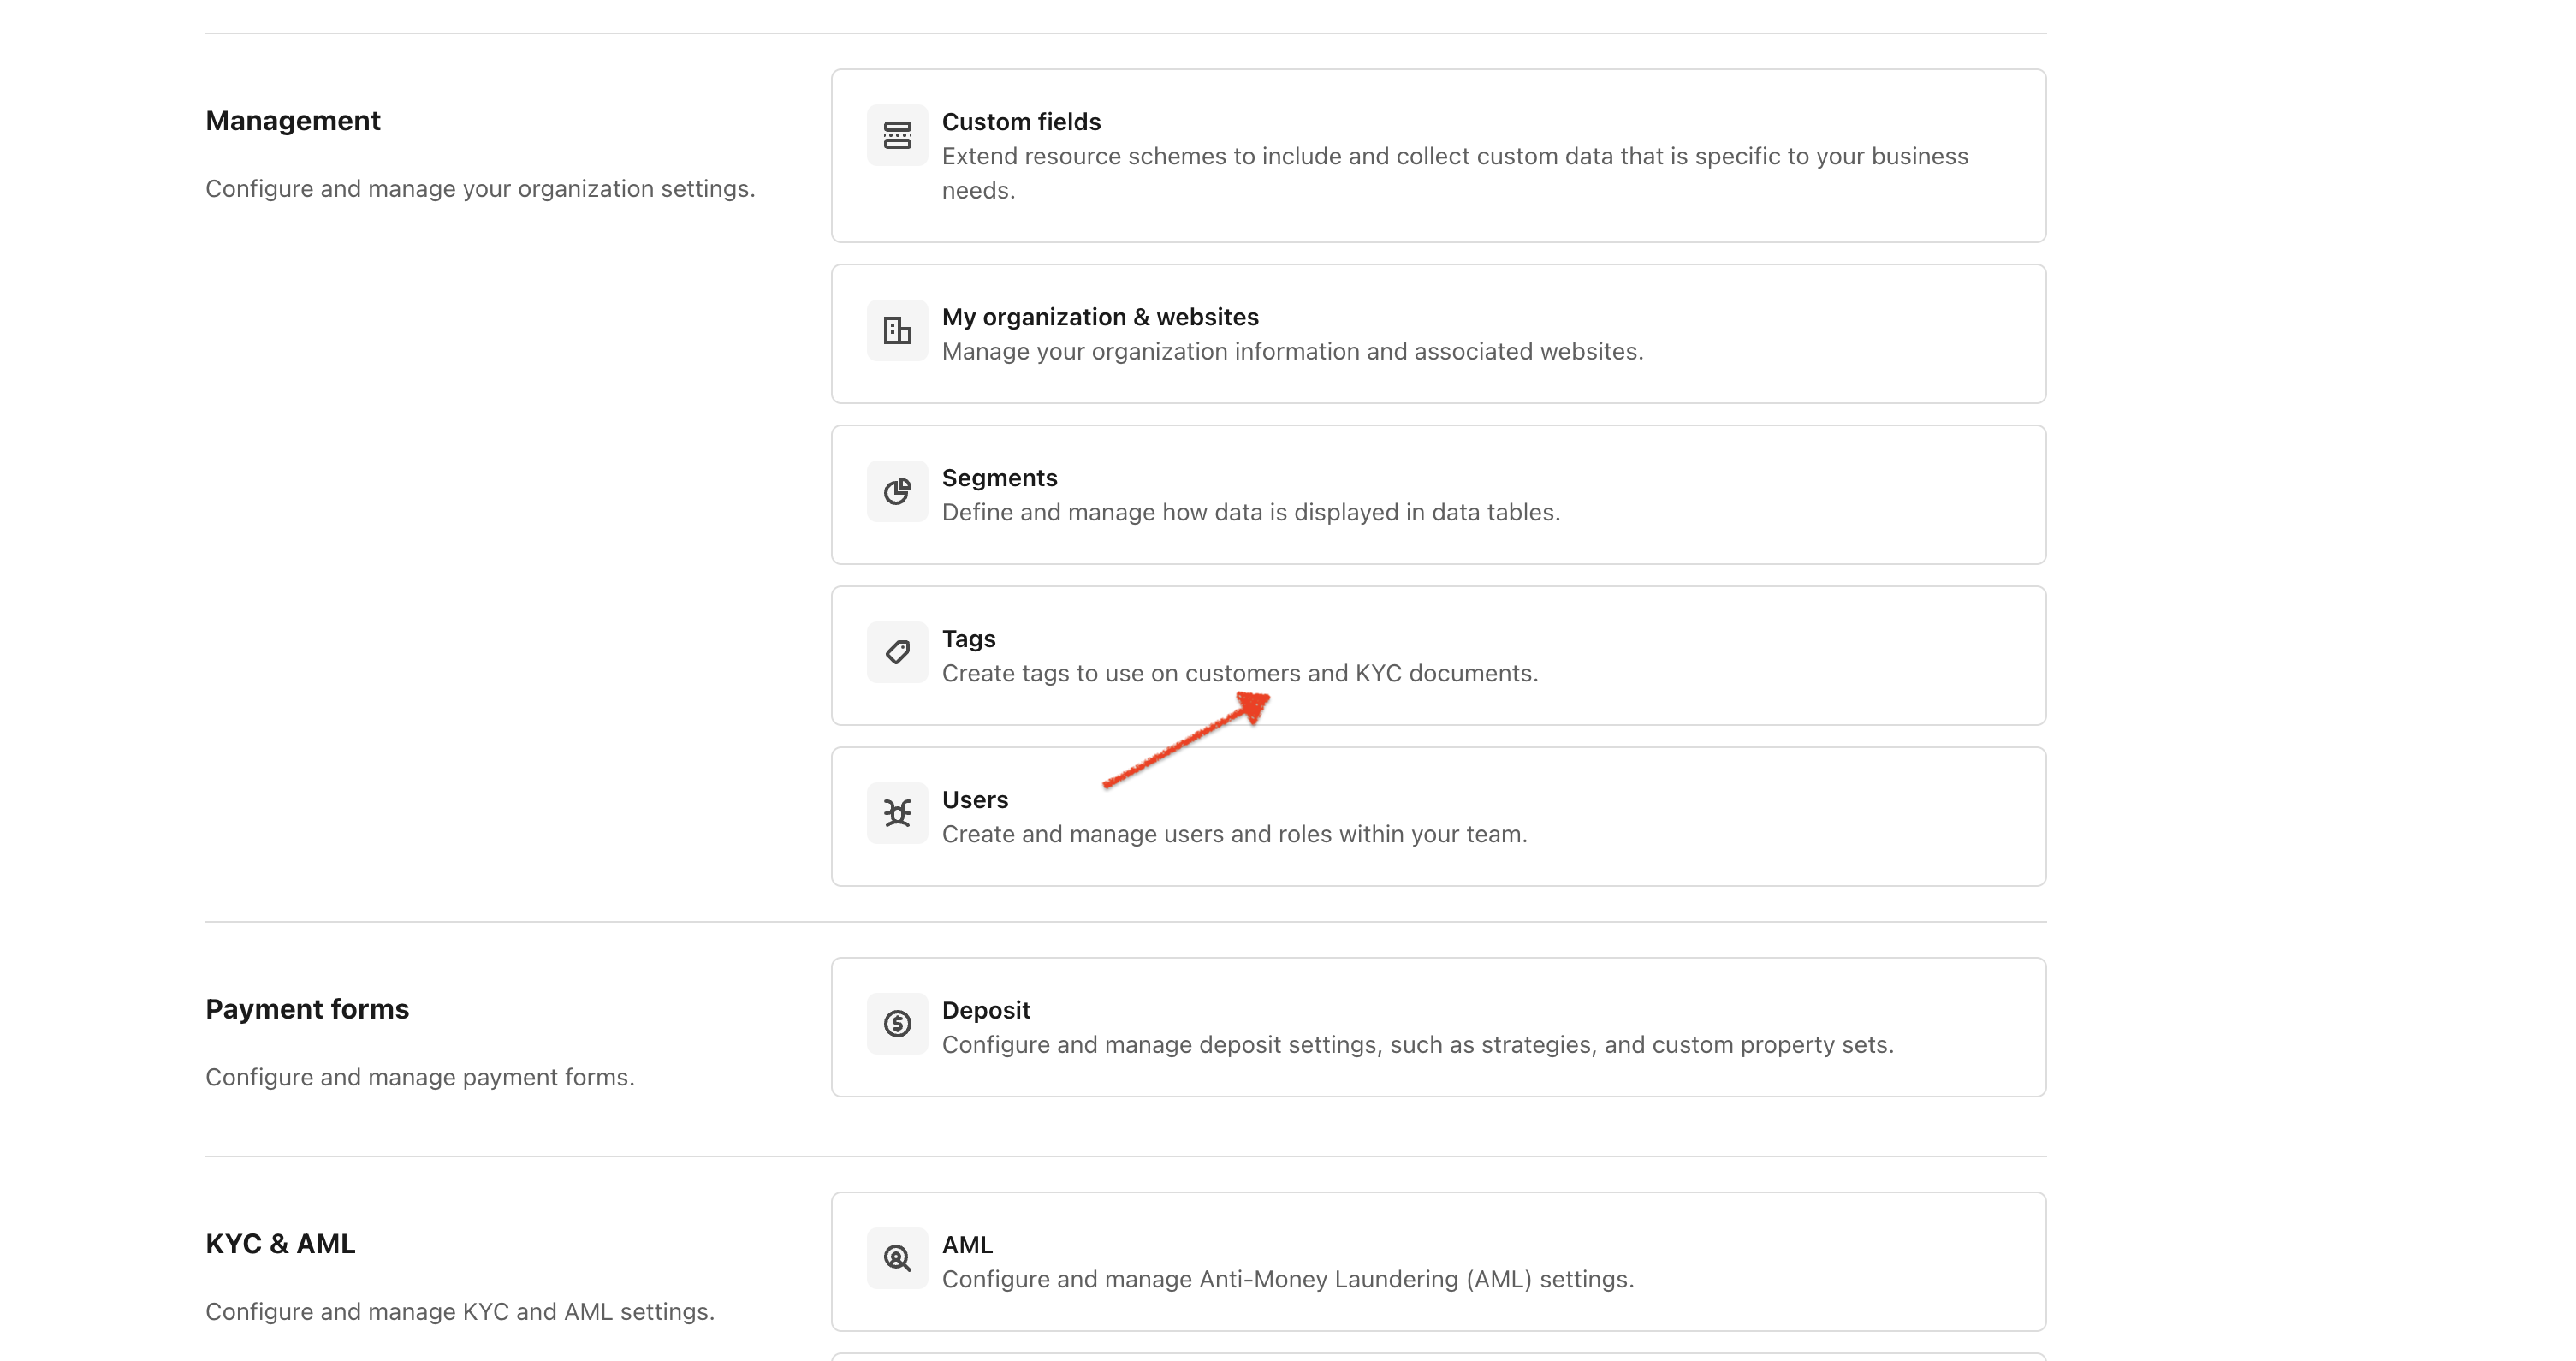 Management
Configure and manage your organization settings.
Custom fields
Extend resource schemes to include and collect custom data that is specific to your business
needs.
My organization & websites
Manage your organization information and associated websites.
Segments
Define and manage how data is displayed in data tables.
Tags
Create tags to use on customers and KYC documents.
Users
Create and manage users and roles within your team.
Payment forms
Configure and manage payment forms.
Deposit
Configure and manage deposit settings, such as strategies, and custom property sets.
KYC & AML
Configure and manage KYC and AML settings.
AML
Configure and manage Anti-Money Laundering (AML) settings.